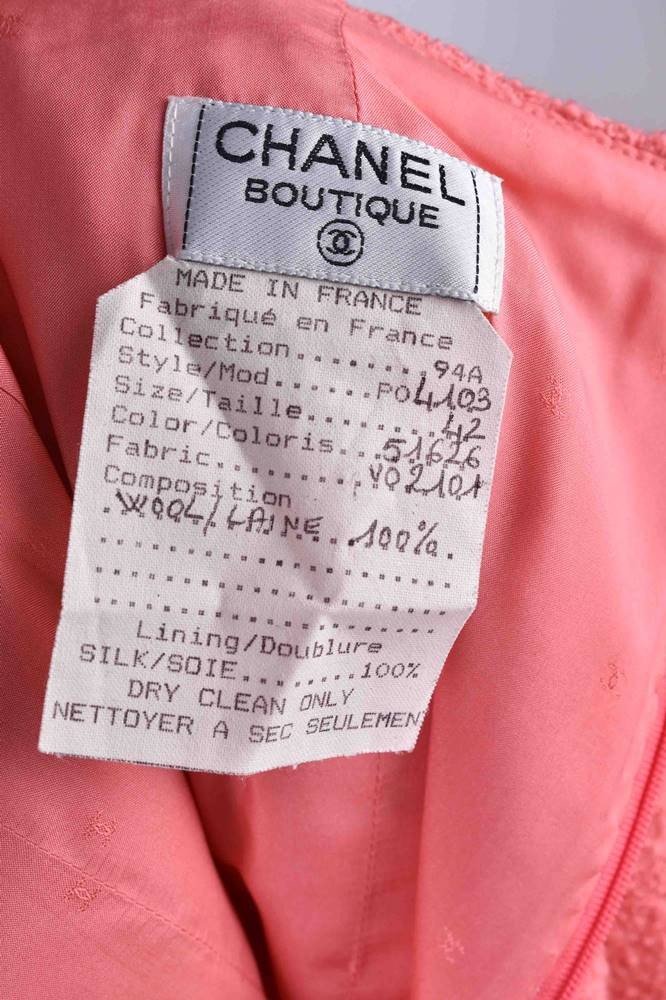 CHANEL
BOUTIQUE
MADE IN FRANCE
Fabriqué en France
Collection........94A
Style/Mod......PO4103
Size/Taille........42
Color/Coloris...51626
Fabric.........V02101
Composition
WOOL/LAINE 100%.
Lining/Doublure
SILK/SOIE.........100%
DRY CLEAN ONLY
NETTOYER A SEC SEULEMEN